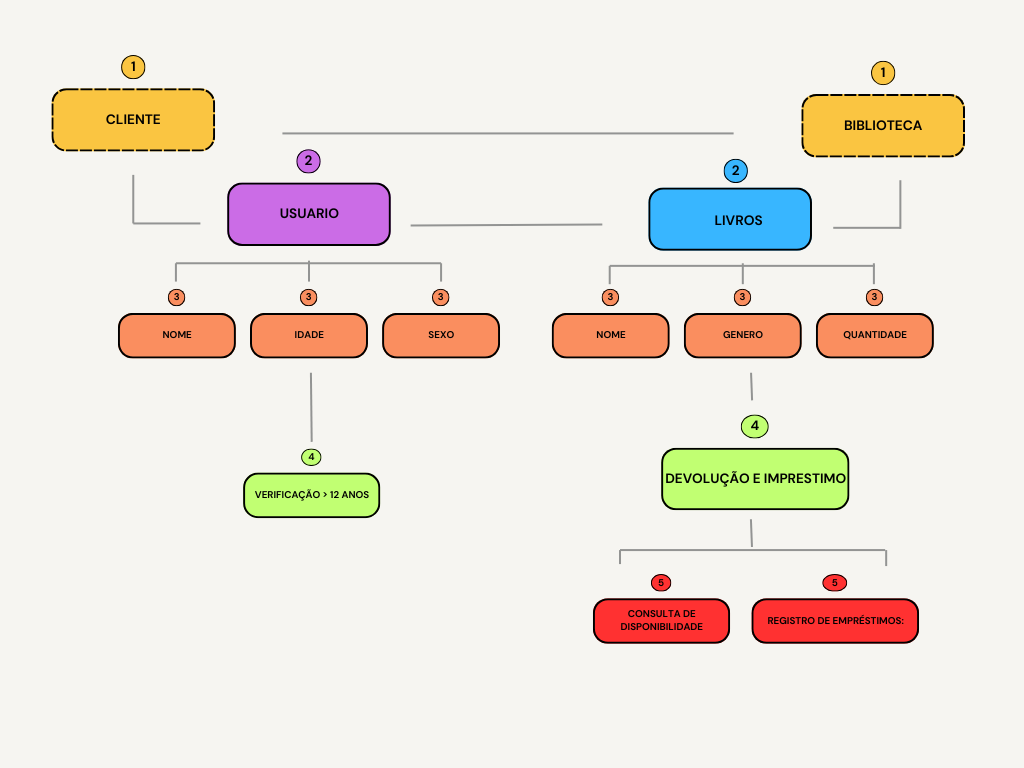 1
CLIENTE
1
BIBLIOTECA
2
USUARIO
2
LIVROS
3
NOME
3
IDADE
3
SEXO
3
NOME
3
GENERO
3
QUANTIDADE
4
VERIFICAÇÃO > 12 ANOS
4
DEVOLUÇÃO E IMPRESTIMO
5
CONSULTA DE
DISPONIBILIDADE
5
REGISTRO DE EMPRÉSTIMOS: